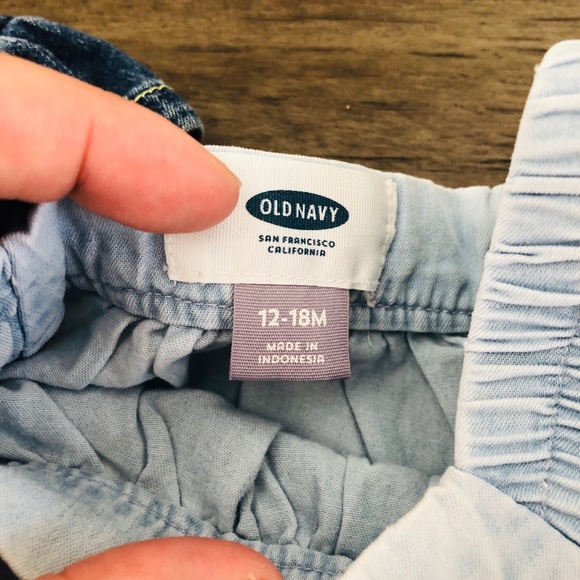 OLD NAVY
SAN FRANCISCO
CALIFORNIA
12-18M
MADE IN
INDONESIA